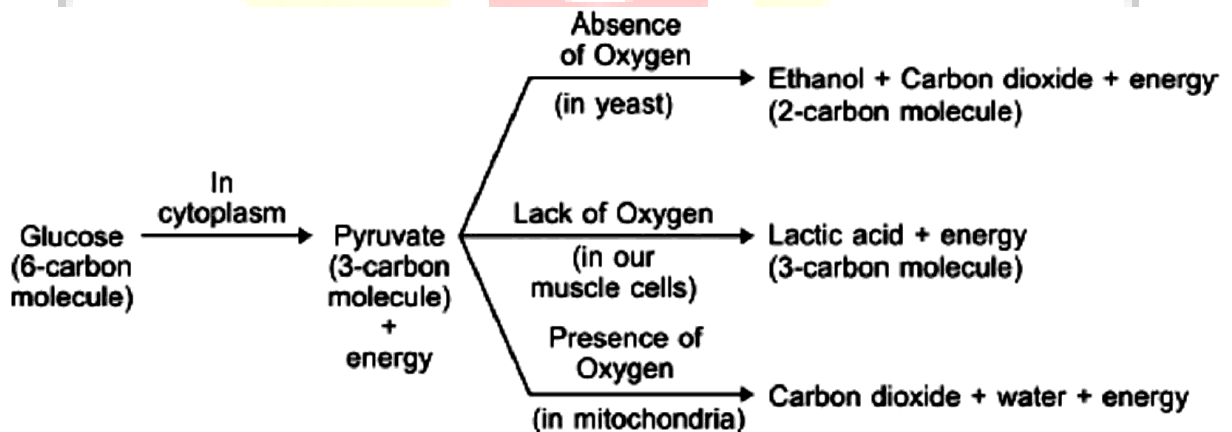 Glucose
(6-carbon
molecule)
In
cytoplasm
Pyruvate
(3-carbon
molecule)
+
energy
Absence
of Oxygen
(in yeast)
Ethanol + Carbon dioxide + energy
(2-carbon molecule)
Lack of Oxygen
(in our
muscle cells)
Lactic acid + energy
(3-carbon molecule)
Presence of
Oxygen
(in mitochondria)
Carbon dioxide + water + energy